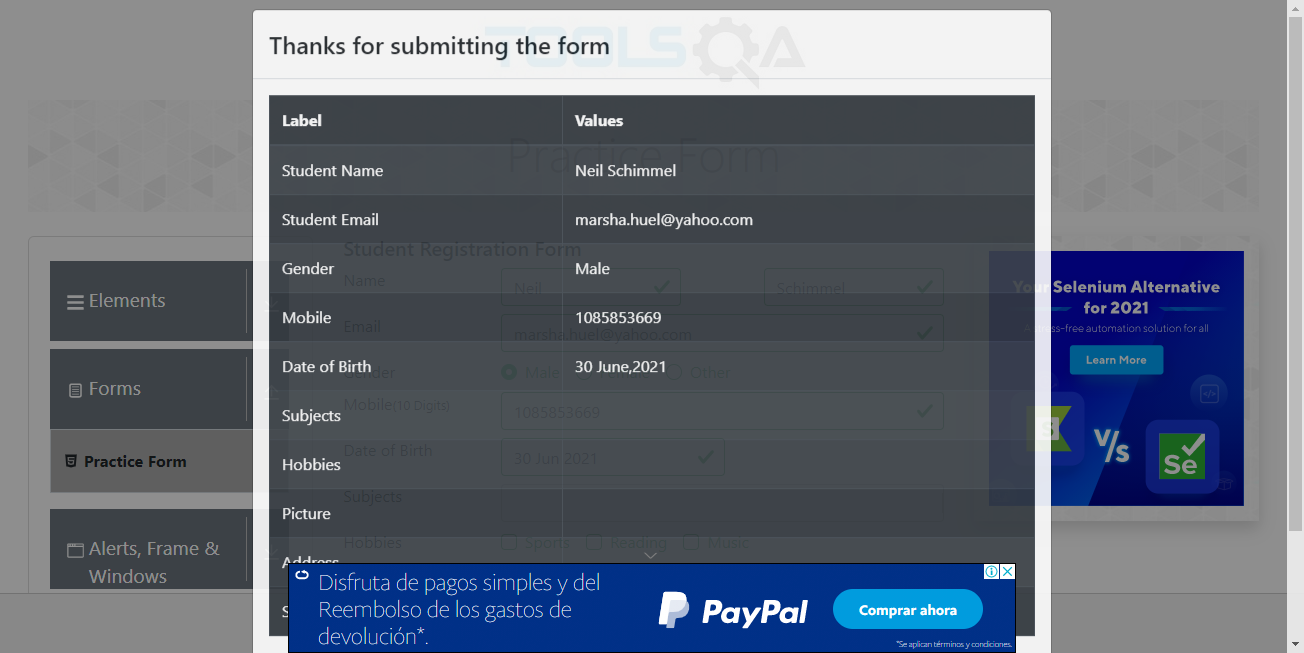 TOOLSQA
Thanks for submitting the form
Label Values
Student Name Neil Schimmel
Student Email marsha.huel@yahoo.com
Gender Male
Mobile 1085853669
Date of Birth 30 June,2021
Subjects
Hobbies
Picture
Address
S
Practice Form
Student Registration Form
Name Neil Schimmel
Email marsha.huel@yahoo.com
Gender Male Other
Mobile(10 Digits) 1085853669
Date of Birth 30 Jun 2021
Subjects
Hobbies Sports Reading Music
Elements
Forms
Practice Form
Alerts, Frame &
Windows
Your Selenium Alternative
for 2021
A stress-free automation solution for all
Learn More
S
V/s
Se
Disfruta de pagos simples y del
Reembolso de los gastos de
devolución*.
PayPal
Comprar ahora
*Se aplican términos y condiciones.